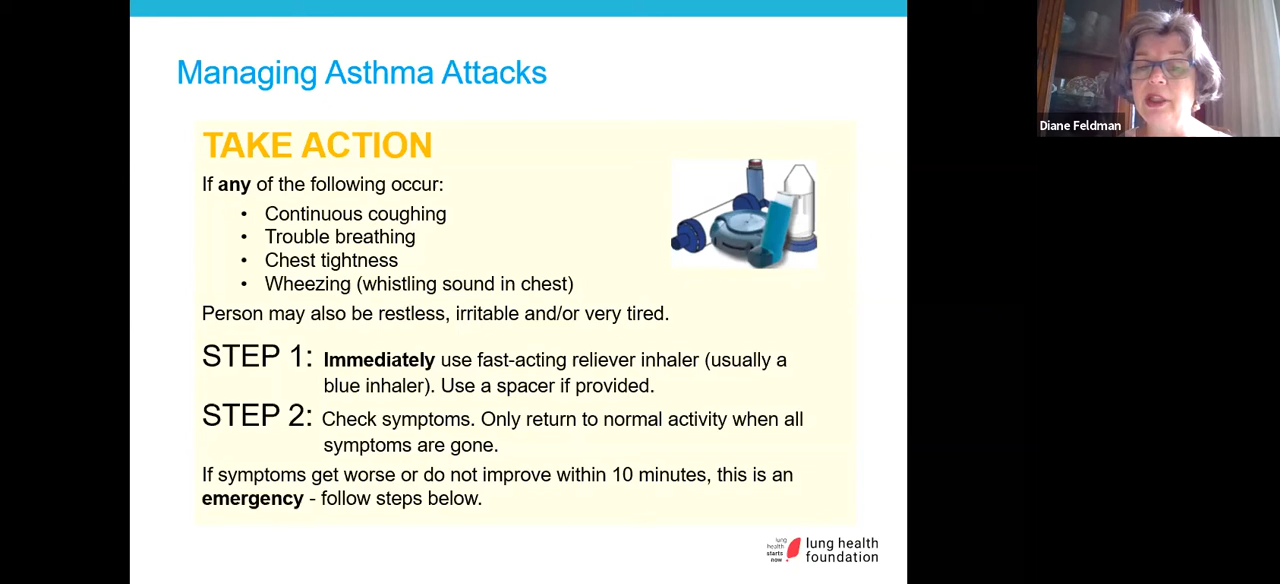 Managing Asthma Attacks
Diane Feldman
TAKE ACTION
If any of the following occur:
• Continuous coughing
• Trouble breathing
• Chest tightness
• Wheezing (whistling sound in chest)
Person may also be restless, irritable and/or very tired.
STEP 1: Immediately use fast-acting reliever inhaler (usually a
blue inhaler). Use a spacer if provided.
STEP 2: Check symptoms. Only return to normal activity when all
symptoms are gone.
If symptoms get worse or do not improve within 10 minutes, this is an
emergency - follow steps below.
lung
health
starts
now
lung health
foundation